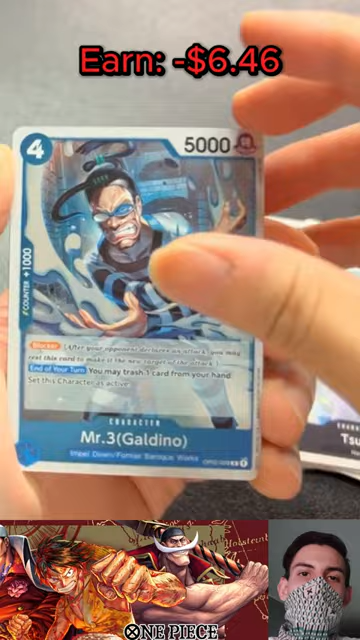 Earn: -$6.46
4
5000
COUNTER +1000
Blocker (After your opponent declares an attack, you may
rest this card to make it the new target of the attack.)
End of Your Turn You may trash 1 card from your hand:
Set this Character as active.
CHARACTER
Mr.3(Galdino)
Impel Down/Former Baroque Works
Tsu
ONE PIECE